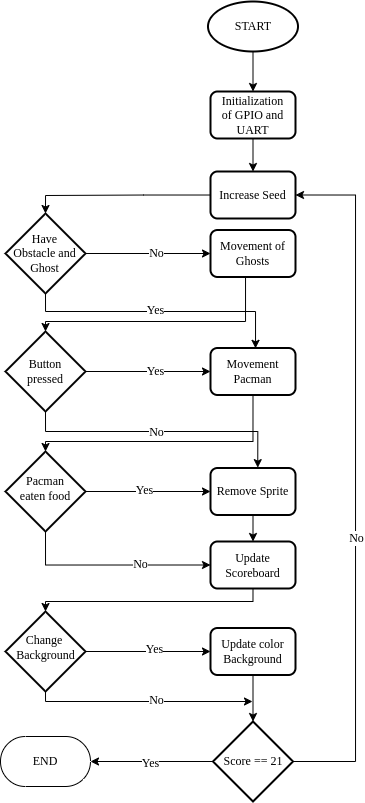 START
Initialization
of GPIO and
UART
Increase Seed
Have
Obstacle and
Ghost
No
Movement of
Ghosts
Yes
Button
pressed
Yes
Movement
Pacman
No
Pacman
eaten food
Yes
Remove Sprite
No
Update
Scoreboard
No
Change
Background
Yes
Update color
Background
No
Score == 21
Yes
END